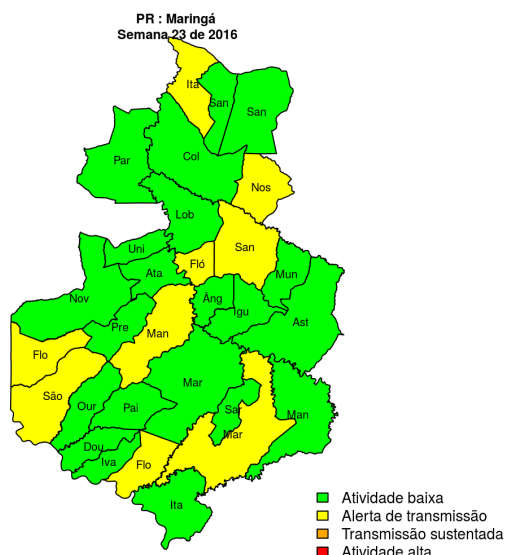 PR : Maringá
Semana 23 de 2016
Ita
San
San
Par
Col
Nos
Lob
Uni
San
Fló
Ata
Mun
Nov
Âng
Igu
Pre
Man
Ast
Flo
Mar
São
Our
Pai
Sar
Man
Mar
Dou
Iva
Flo
Ita
Atividade baixa
Alerta de transmissão
Transmissão sustentada
Atividade alta